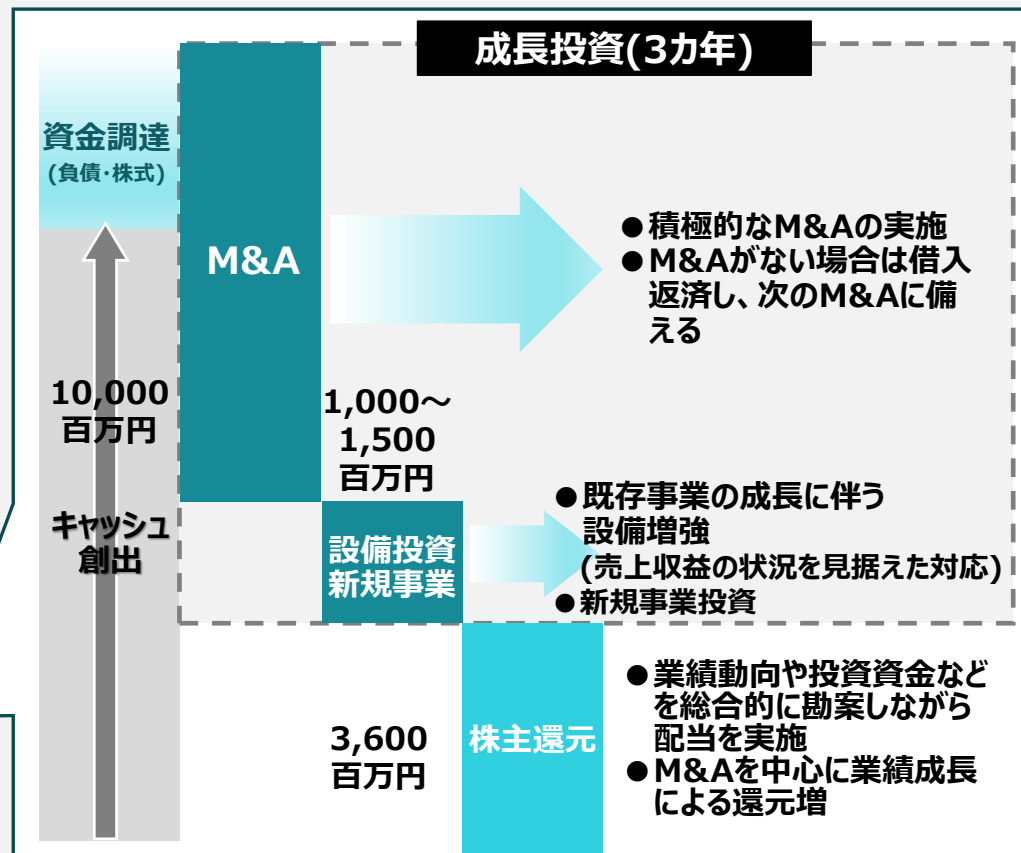 成長投資(3カ年)
資金調達
(負債・株式)
M&A
●積極的なM&Aの実施
●M&Aがない場合は借入
返済し、次のM&Aに備
える
10,000
百万円
1,000～
1,500
百万円
キャッシュ
創出
設備投資
新規事業
●既存事業の成長に伴う
設備増強
(売上収益の状況を見据えた対応)
●新規事業投資
3,600
百万円
株主還元
●業績動向や投資資金など
を総合的に勘案しながら
配当を実施
●M&Aを中心に業績成長
による還元増